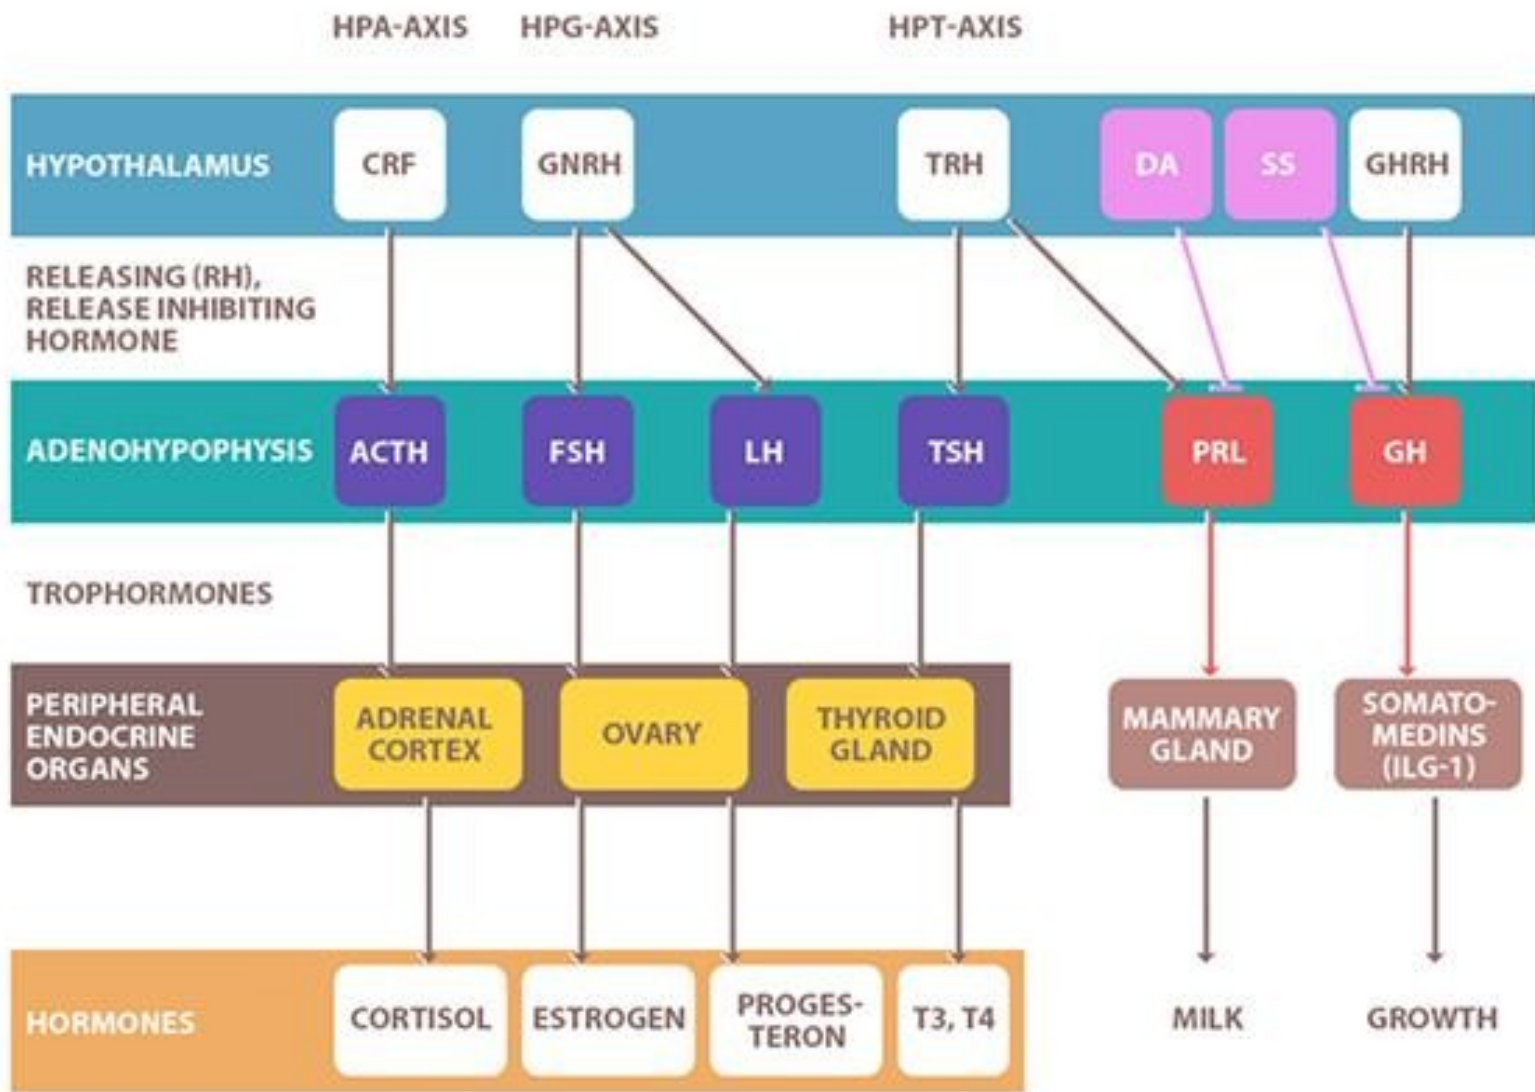 HPA-AXIS HPG-AXIS HPT-AXIS
HYPOTHALAMUS CRF GNRH TRH DA SS GHRH
RELEASING (RH),
RELEASE INHIBITING
HORMONE
ADENOHYPOPHYSIS ACTH FSH LH TSH PRL GH
TROPHORMONES
PERIPHERAL
ENDOCRINE
ORGANS
ADRENAL
CORTEX
OVARY
THYROID
GLAND
MAMMARY
GLAND
SOMATO-
MEDINS
(ILG-1)
HORMONES
CORTISOL
ESTROGEN
PROGES-
TERON
T3, T4
MILK
GROWTH